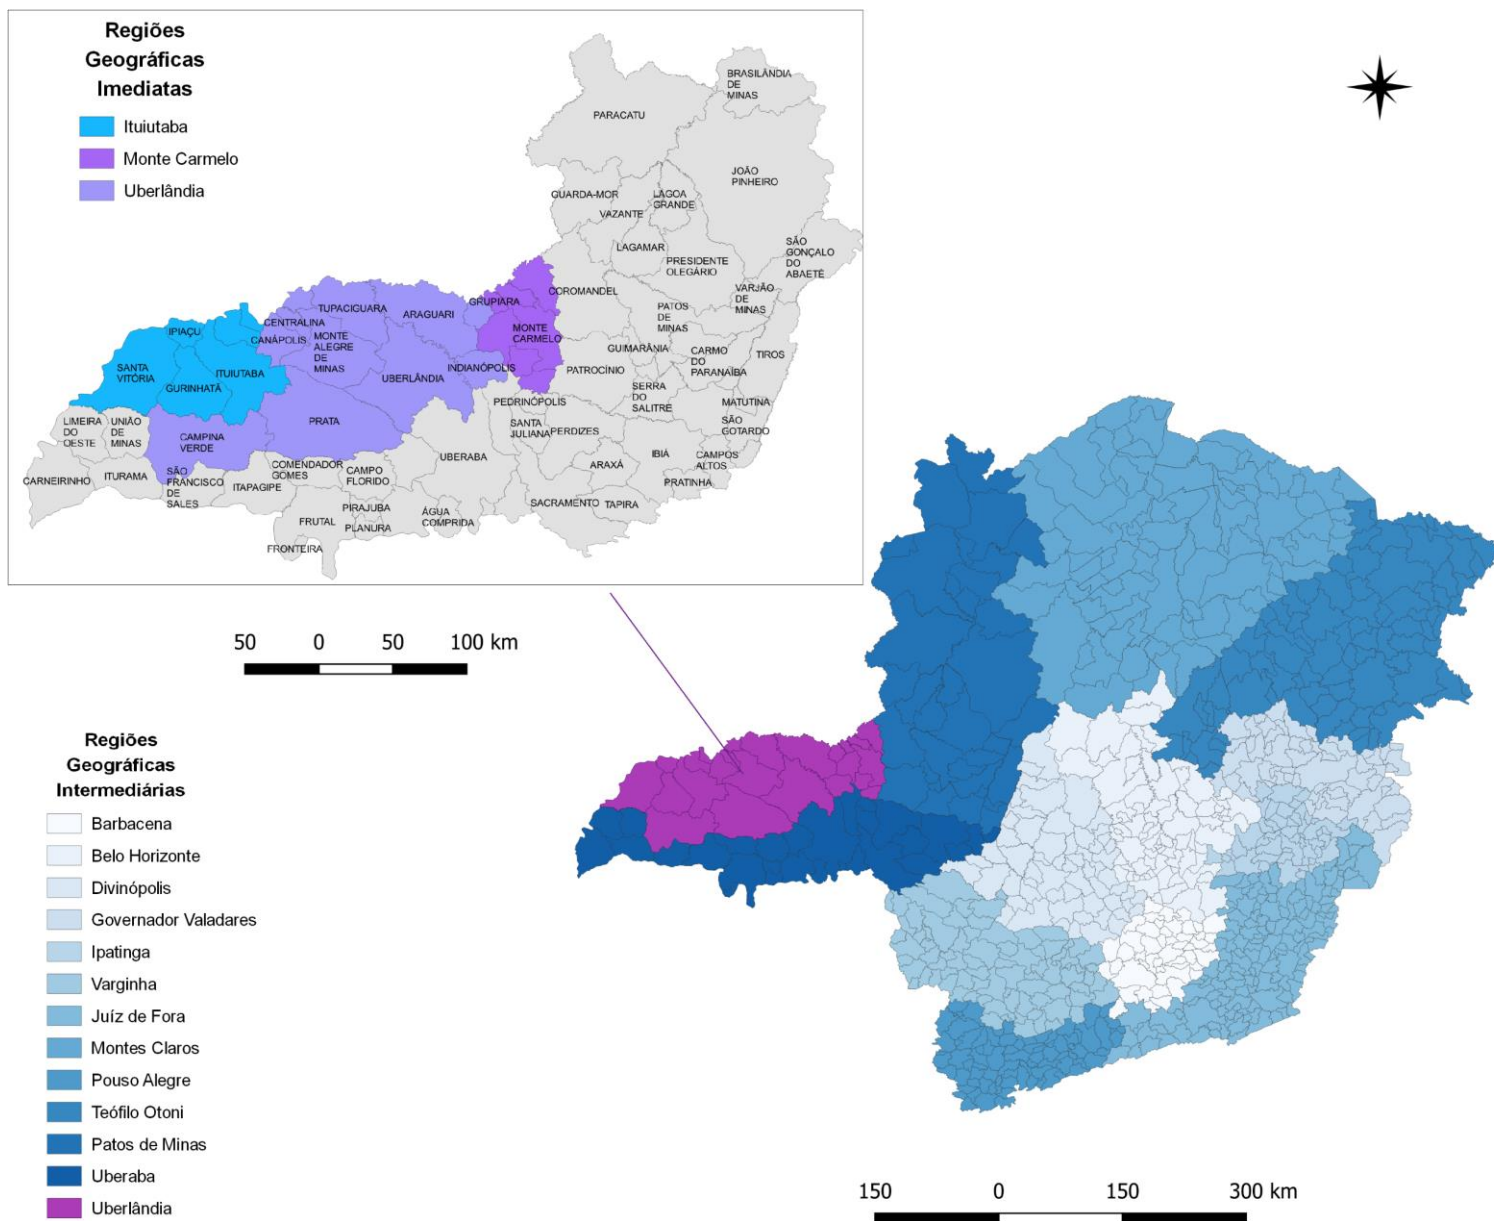 Regiões
Geográficas
Imediatas
Ituiutaba
Monte Carmelo
Uberlândia
BRASILÂNDIA
DE
MINAS
PARACATU
JOÃO
PINHEIRO
GUARDA-MOR
LAGOA
GRANDE
VAZANTE
LAGAMAR
SÃO
GONÇALO
DO
ABAETÉ
PRESIDENTE
OLEGÁRIO
COROMANDEL
VARJÃO
DE
MINAS
GRUPIARA
TUPACIGUARA
ARAGUARI
PATOS
DE
MINAS
CENTRALINA
IPIAÇU
CANÁPOLIS
MONTE
ALEGRE
DE
MINAS
MONTE
CARMELO
GUIMARÂNIA
CARMO
DO
PARANAÍBA
TIROS
SANTA
VITÓRIA
ITUIUTABA
GURINHATÃ
UBERLÂNDIA
INDIANÓPOLIS
PATROCÍNIO
SERRA
DO
SALITRE
MATUTINA
PEDRINÓPOLIS
LIMEIRA
DO
OESTE
UNIÃO
DE
MINAS
PRATA
SANTA
JULIANA
PERDIZES
SÃO
GOTARDO
CAMPINA
VERDE
UBERABA
IBIÁ
CAMPOS
ALTOS
ARAXÁ
CARNEIRINHO
ITURAMA
SÃO
FRANCISCO
DE
SALES
ITAPAGIPE
COMENDADOR
GOMES
CAMPO
FLORIDO
PRATINHA
SACRAMENTO
TAPIRA
PIRAJUBA
FRUTAL
PLANURA
ÁGUA
COMPRIDA
FRONTEIRA
50 0 50 100 km
Regiões
Geográficas
Intermediárias
Barbacena
Belo Horizonte
Divinópolis
Governador Valadares
Ipatinga
Varginha
Juíz de Fora
Montes Claros
Pouso Alegre
Teófilo Otoni
Patos de Minas
Uberaba
Uberlândia
150 0 150 300 km